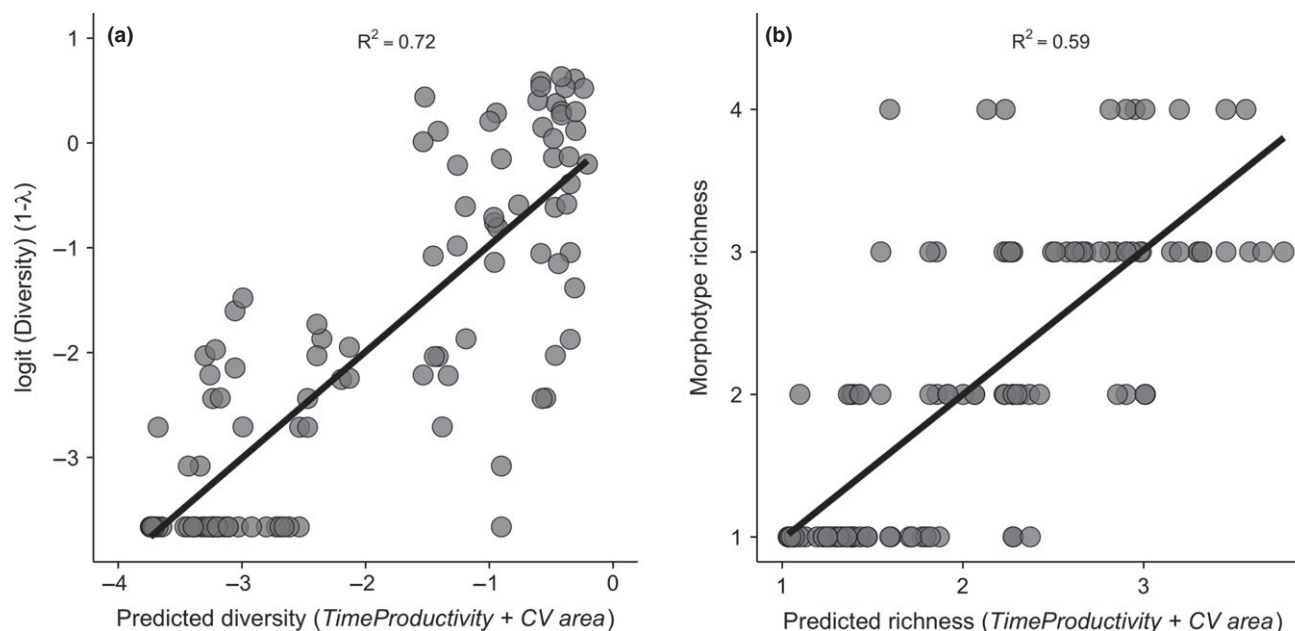 (a)
R² = 0.72
1
0
–1
–2
–3
logit (Diversity) (1-λ)
–4
–3
–2
–1
0
Predicted diversity (TimeProductivity + CV area)
(b)
R² = 0.59
4
3
2
1
Morphotype richness
1
2
3
Predicted richness (TimeProductivity + CV area)